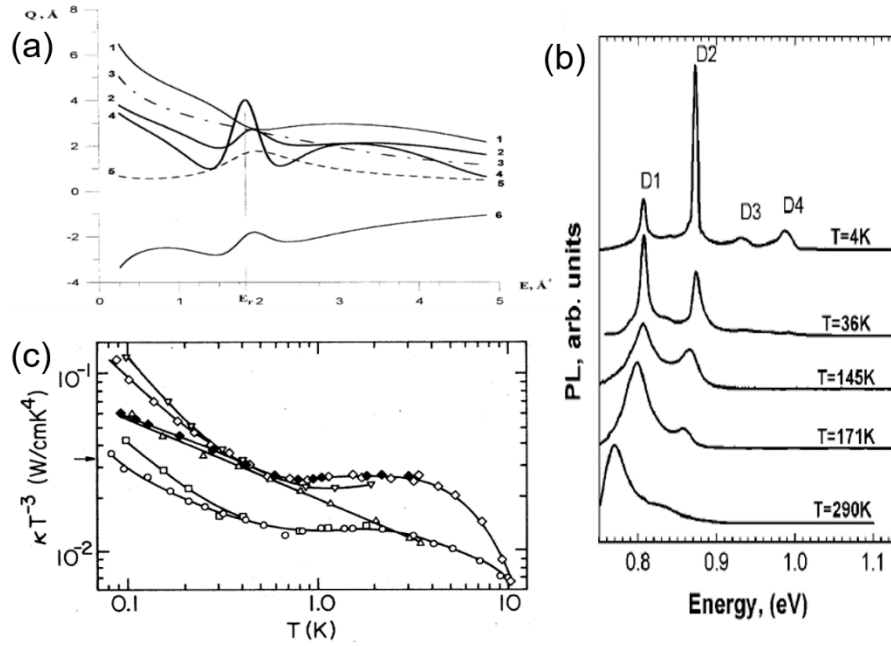 (a)
Q, Å
8
6
4
2
0
-2
-4
1
3
2
4
5
1
2
3
4
5
6
0
1
E_r 2
3
4
5
E, Å'
(b)
D2
D1
D3
D4
T=4K
T=36K
T=145K
T=171K
T=290K
PL, arb. units
0.8
0.9
1.0
1.1
Energy, (eV)
(c)
10⁻¹
10⁻²
κT⁻³ (W/cmK⁴)
0.1
1.0
10
T(K)